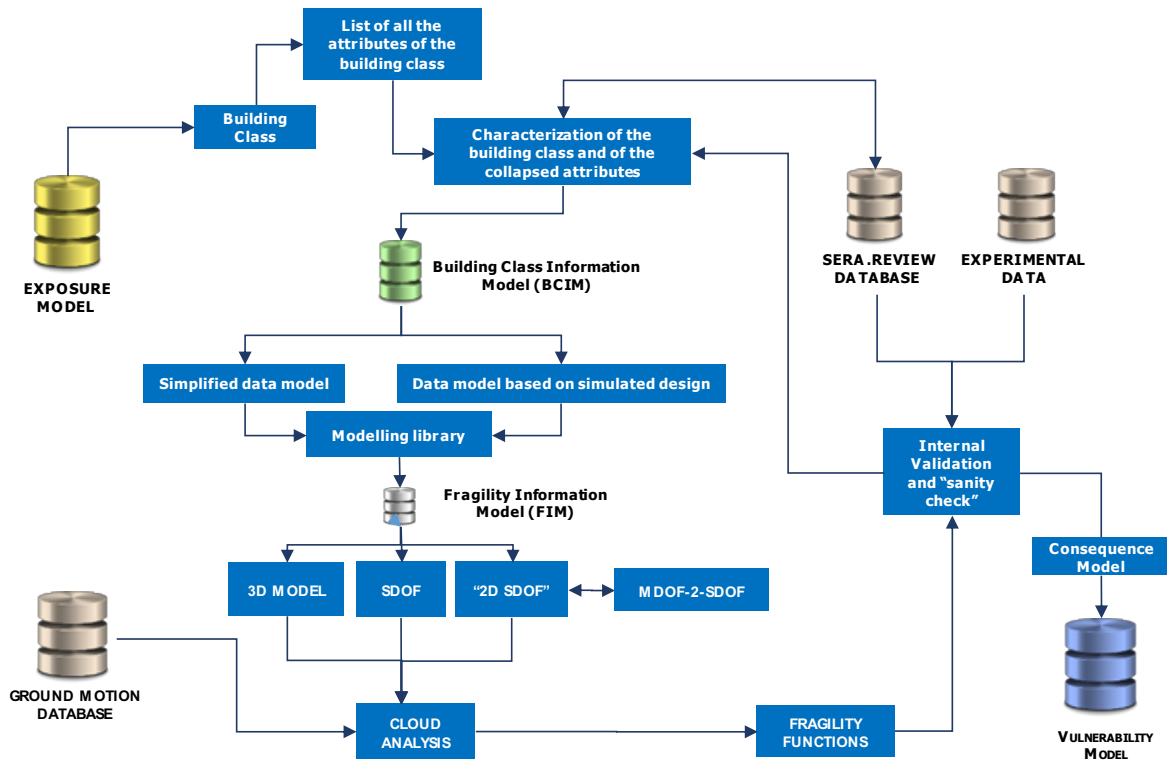 List of all the
attributes of the
building class
Building
Class
Characterization of the
building class and of the
collapsed attributes
EXPOSURE
MODEL
Building Class Information
Model (BCIM)
SERA.REVIEW
DATABASE
EXPERIMENTAL
DATA
Simplified data model
Data model based on simulated design
Modelling library
Internal
Validation
and “sanity
check”
Fragility Information
Model (FIM)
Consequence
Model
3D MODEL
SDOF
“2D SDOF”
MDOF-2-SDOF
GROUND MOTION
DATABASE
CLOUD
ANALYSIS
FRAGILITY
FUNCTIONS
VULNERABILITY
MODEL